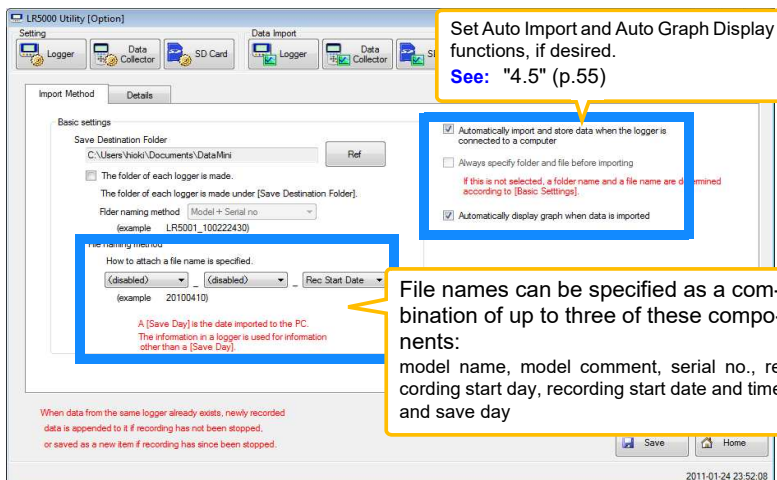 LR5000 Utility [Option]
Setting
Data Import
Logger
Data Collector
SD Card
Logger
Data Collector
Set Auto Import and Auto Graph Display
functions, if desired.
See: "4.5" (p.55)
Import Method
Details
Basic settings
Save Destination Folder
C:\Users\hioki\Documents\DataMini
Ref
The folder of each logger is made.
The folder of each logger is made under [Save Destination Folder].
Flder naming method
Model + Serial no
(example LR5001_100222430)
File naming method
How to attach a file name is specified.
(disabled) _ (disabled) _ Rec Start Date
(example 20100410)
A [Save Day] is the date imported to the PC.
The information in a logger is used for information
other than a [Save Day].
Automatically import and store data when the logger is
connected to a computer
Always specify folder and file before importing
If this is not selected, a folder name and a file name are determined
according to [Basic Setttings].
Automatically display graph when data is imported
File names can be specified as a com-
bination of up to three of these compo-
nents:
model name, model comment, serial no., re
cording start day, recording start date and time
and save day
When data from the same logger already exists, newly recorded
data is appended to it if recording has not been stopped,
or saved as a new item if recording has since been stopped.
Save
Home
2011-01-24 23:52:08